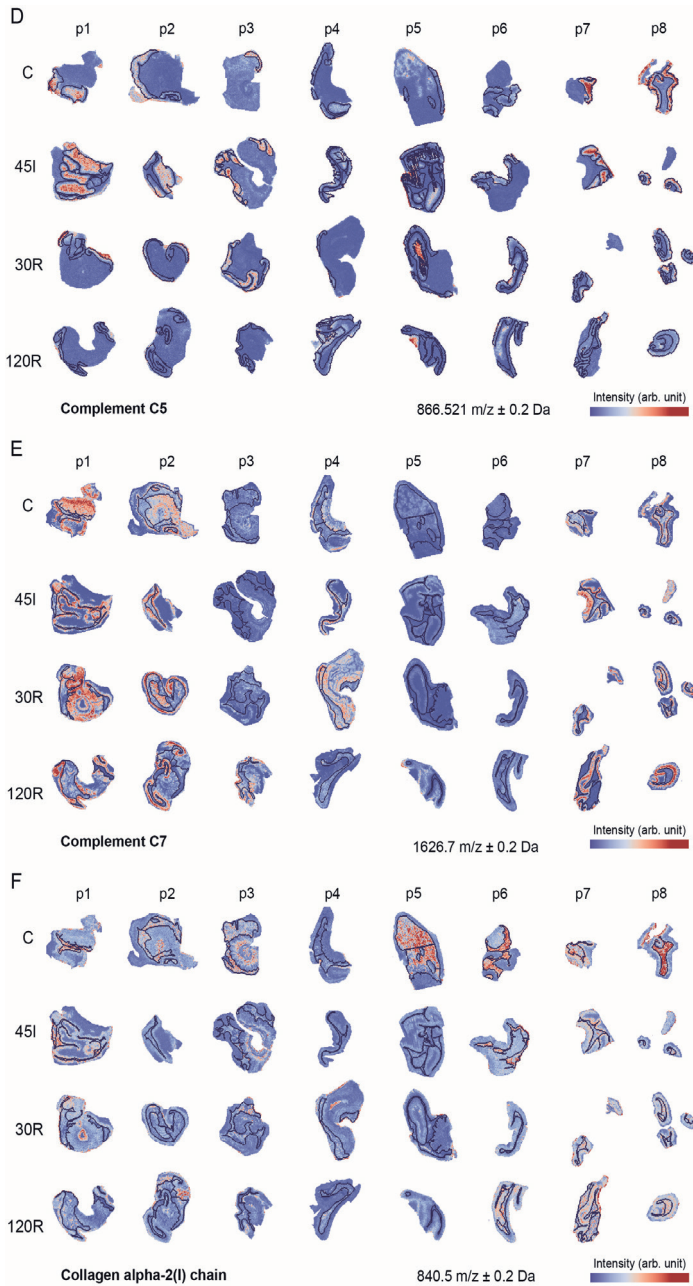 D
p1 p2 p3 p4 p5 p6 p7 p8
C
45I
30R
120R
Intensity (arb. unit)
Complement C5 866.521 m/z ± 0.2 Da
E
p1 p2 p3 p4 p5 p6 p7 p8
C
45I
30R
120R
Intensity (arb. unit)
Complement C7 1626.7 m/z ± 0.2 Da
F
p1 p2 p3 p4 p5 p6 p7 p8
C
45I
30R
120R
Intensity (arb. unit)
Collagen alpha-2(I) chain 840.5 m/z ± 0.2 Da